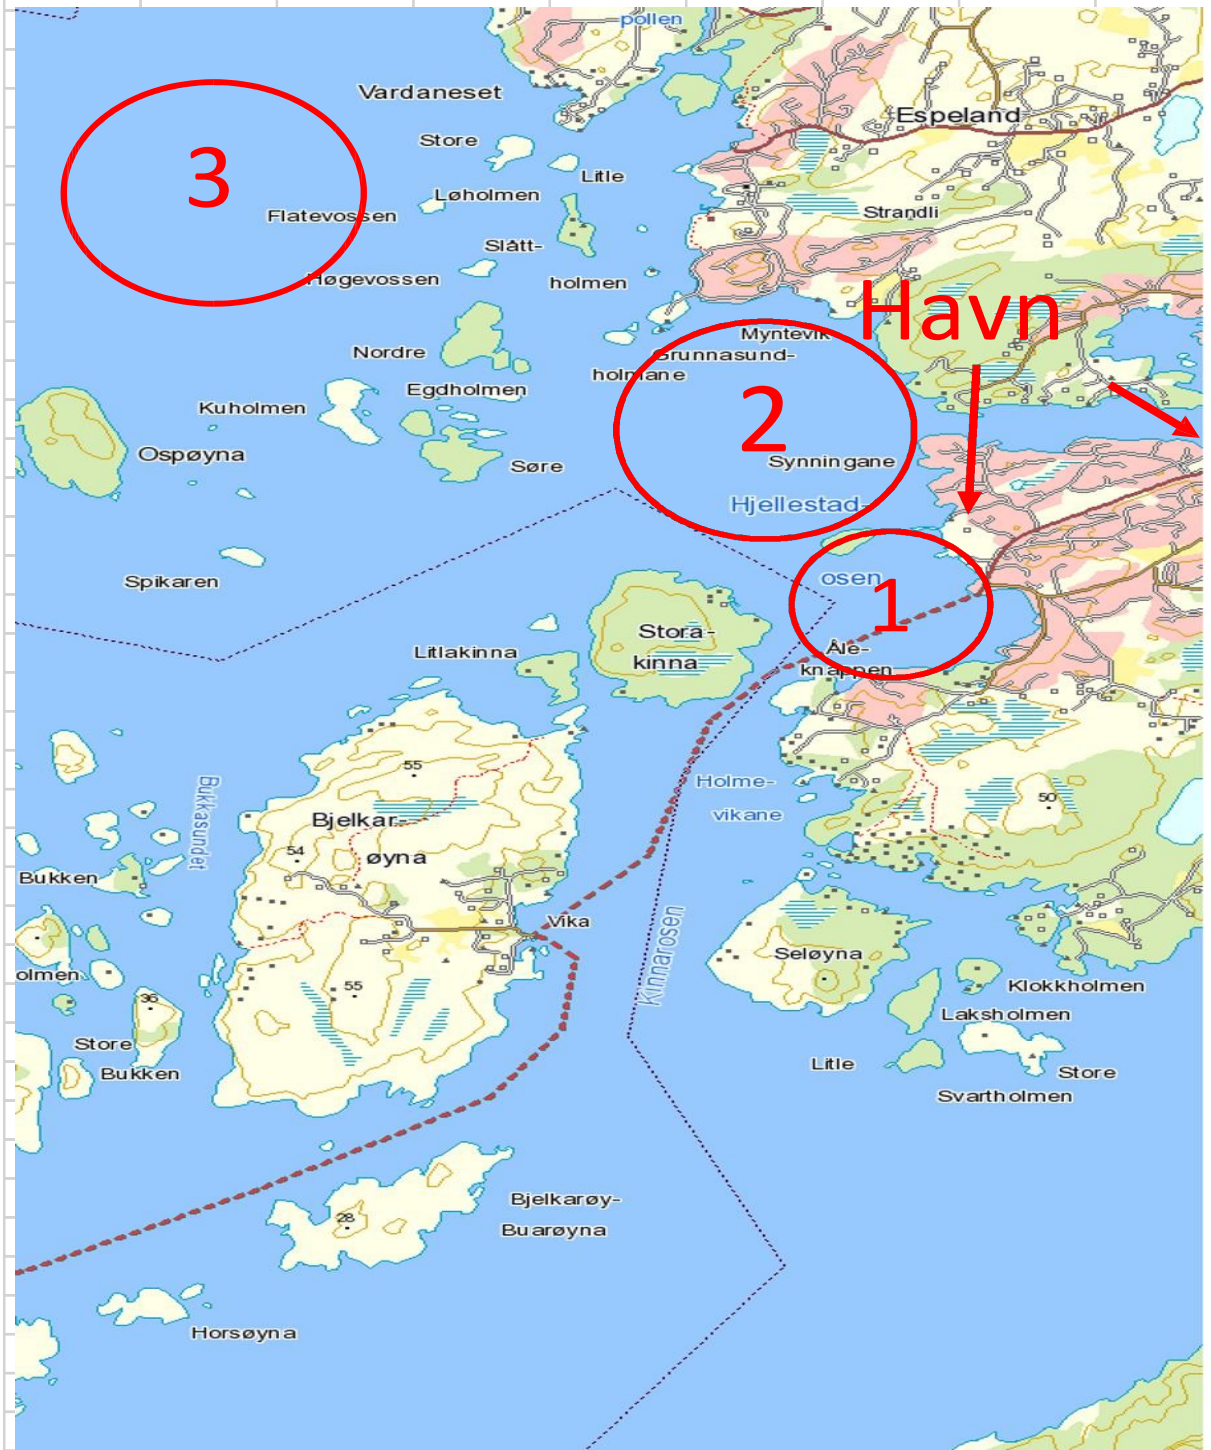 pollen
Vardaneset
Espeland
Store
3
Litle
Løholmen
Flatevossen
Strandli
Slått-
Høgevossen
holmen
Havn
Myntevik
Nordre
Grunnasund-
holmane
Egdholmen
Kuholmen
2
Ospøyna
Søre
Synningane
Hjellestad-
Spikaren
osen
1
Stora-
kinna
Litlakinna
Åle-
knappen
55
Holme-
vikane
Bukkasundet
50
Bjelkar-
øyna
54
Bukken
Vika
Kinnarosen
Seløyna
olmen
55
36
Klokkholmen
Laksholmen
Store
Bukken
Litle
Store
Svartholmen
Bjelkarøy-
Buarøyna
28
Horsøyna